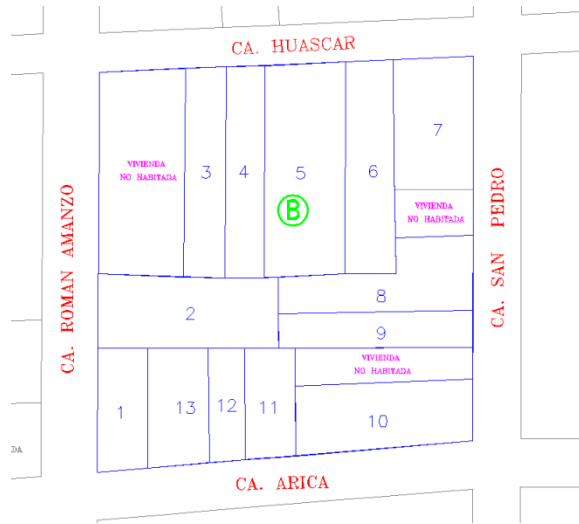 CA. HUASCAR
7
VIVIENDA
NO HABITADA
3
4
5
6
B
VIVIENDA
NO HABITADA
CA. ROMAN AMANZO
CA. SAN PEDRO
8
2
9
VIVIENDA
NO HABITADA
1
13
12
11
10
DA
CA. ARICA